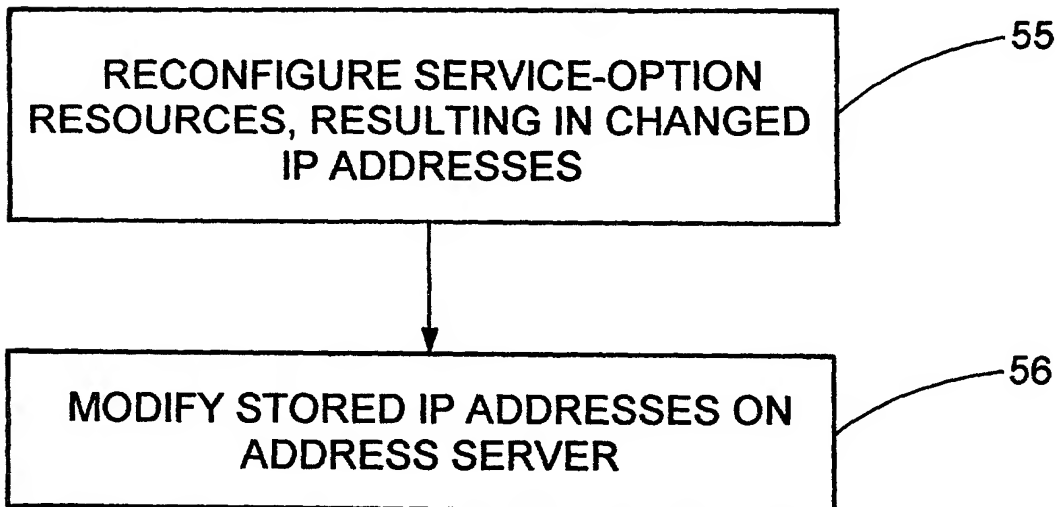 55
RECONFIGURE SERVICE-OPTION
RESOURCES, RESULTING IN CHANGED
IP ADDRESSES
56
MODIFY STORED IP ADDRESSES ON
ADDRESS SERVER